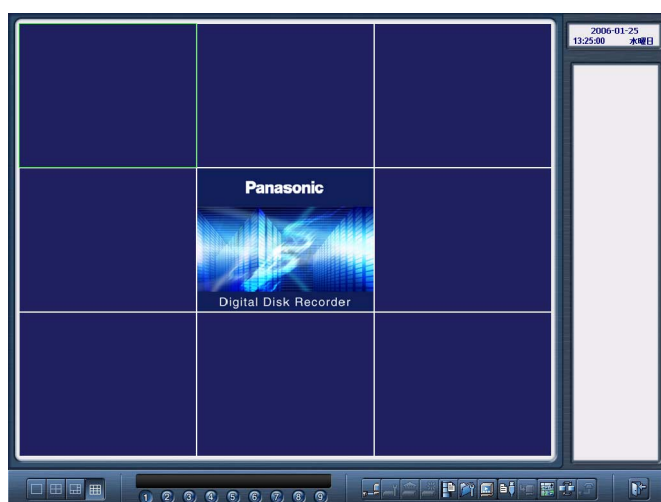 2006-01-25
13:25:00 水曜日
Panasonic
Digital Disk Recorder
1 2 3 4 5 6 7 8 9